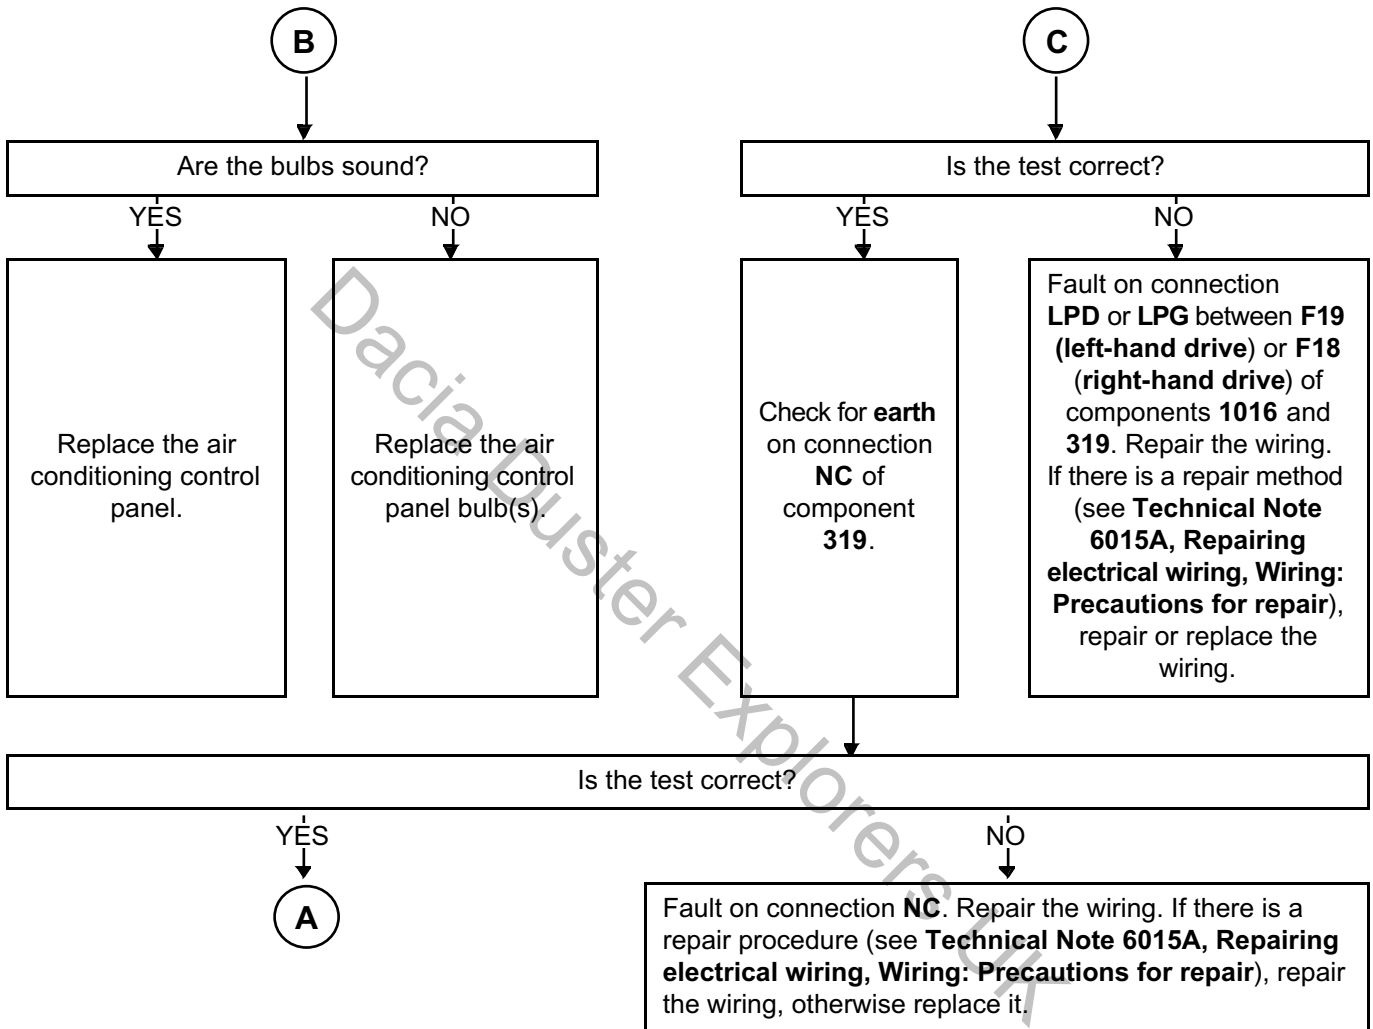 B
Are the bulbs sound?
YES
NO
Replace the air
conditioning control
panel.
Replace the air
conditioning control
panel bulb(s).
C
Is the test correct?
YES
NO
Check for earth
on connection
NC of
component
319.
Fault on connection
LPD or LPG between F19
(left-hand drive) or F18
(right-hand drive) of
components 1016 and
319. Repair the wiring.
If there is a repair method
(see Technical Note
6015A, Repairing
electrical wiring, Wiring:
Precautions for repair),
repair or replace the
wiring.
Is the test correct?
YES
NO
A
Fault on connection NC. Repair the wiring. If there is a
repair procedure (see Technical Note 6015A, Repairing
electrical wiring, Wiring: Precautions for repair), repair
the wiring, otherwise replace it.
Dacia Duster Explorers UK